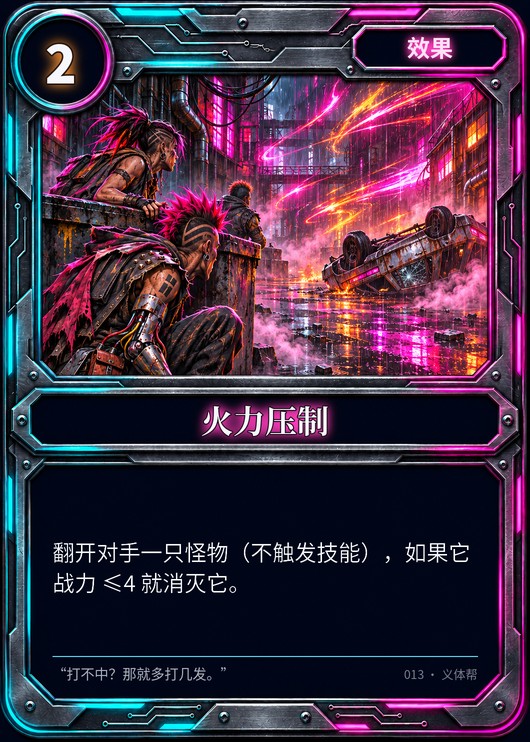 2
效果
火力压制
翻开对手一只怪物（不触发技能），如果它
战力 ≤4 就消灭它。
“打不中？那就多打几发。”
013 · 义体帮